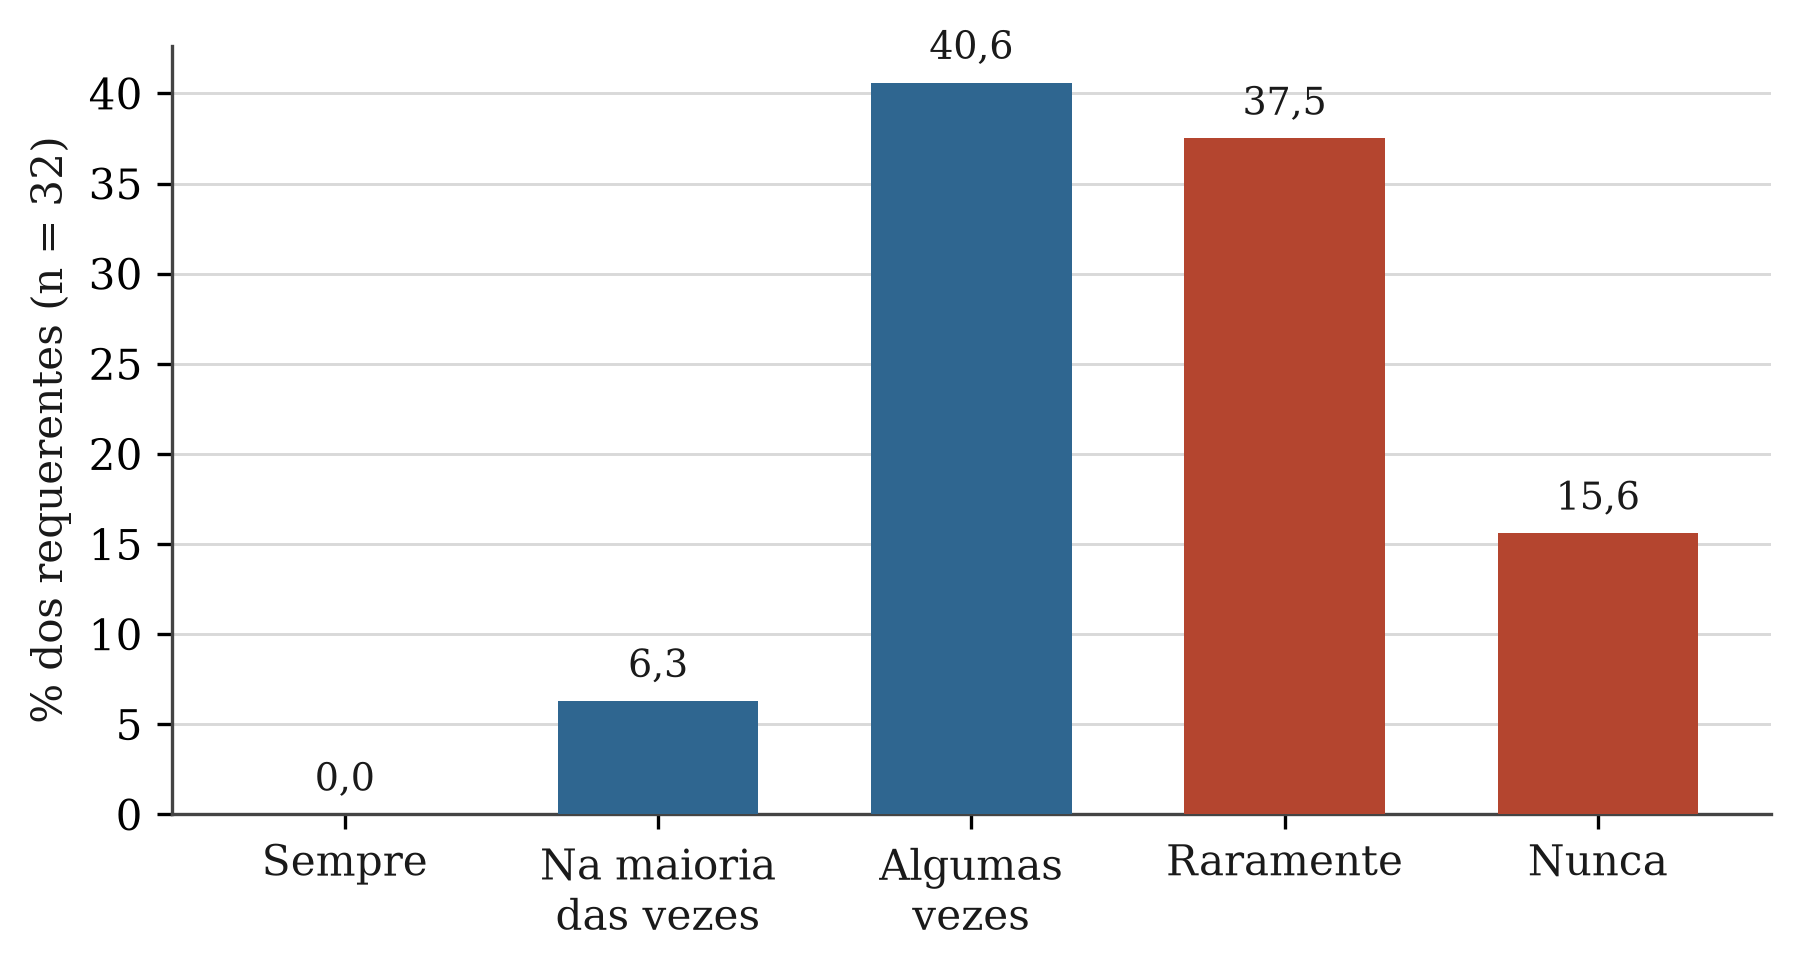 % dos requerentes (n = 32)
40
35
30
25
20
15
10
5
0
0,0
6,3
40,6
37,5
15,6
Sempre
Na maioria
das vezes
Algumas
vezes
Raramente
Nunca